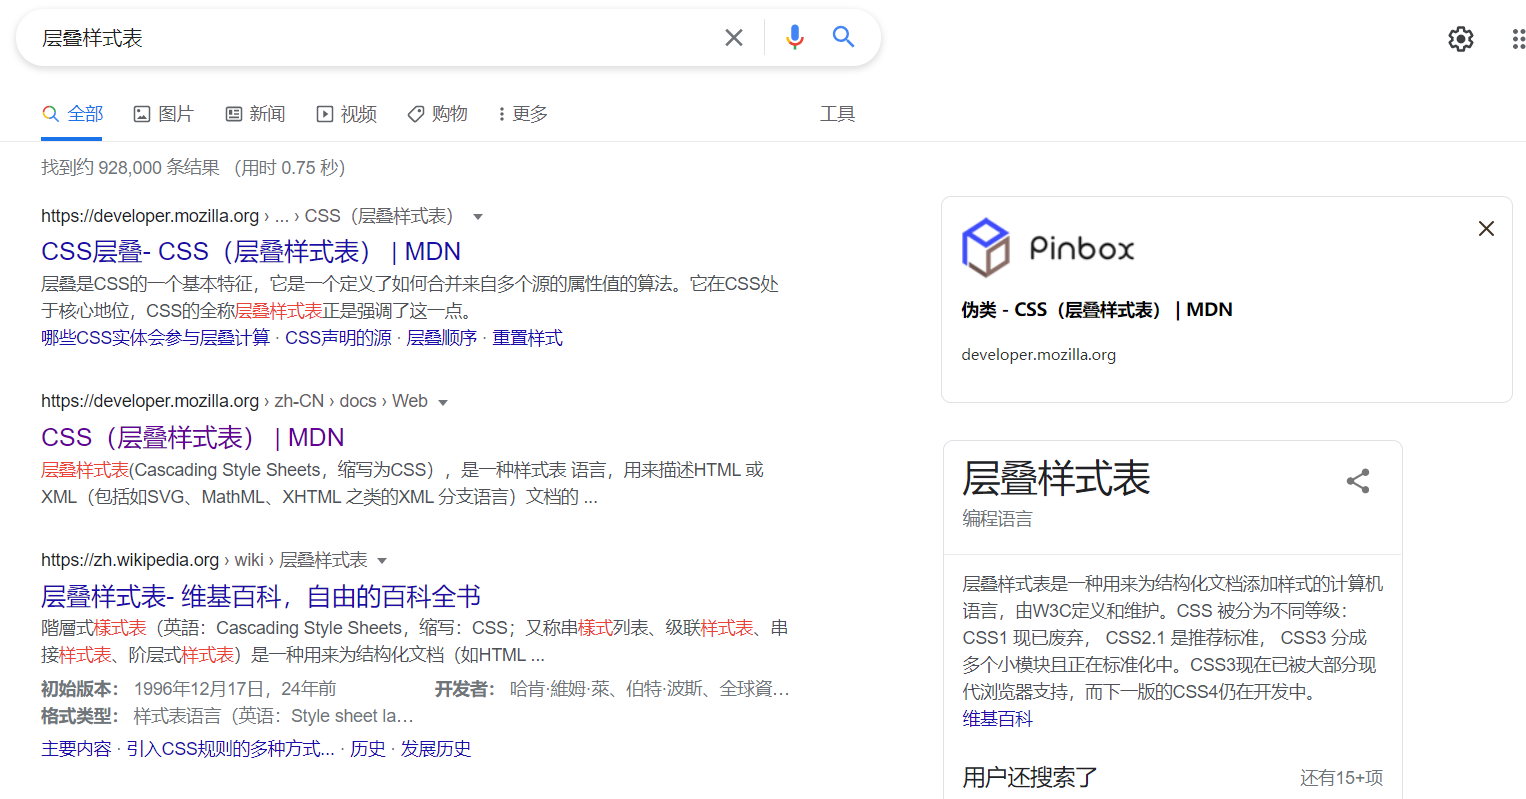 层叠样式表
全部 图片 新闻 视频 购物 更多 工具
找到约 928,000 条结果 （用时 0.75 秒）
https://developer.mozilla.org › ... › CSS（层叠样式表）
CSS层叠- CSS（层叠样式表） | MDN
层叠是CSS的一个基本特征，它是一个定义了如何合并来自多个源的属性值的算法。它在CSS处
于核心地位，CSS的全称层叠样式表正是强调了这一点。
哪些CSS实体会参与层叠计算 · CSS声明的源 · 层叠顺序 · 重置样式
https://developer.mozilla.org › zh-CN › docs › Web
CSS（层叠样式表） | MDN
层叠样式表(Cascading Style Sheets，缩写为CSS），是一种样式表 语言，用来描述HTML 或
XML（包括如SVG、MathML、XHTML 之类的XML 分支语言）文档的 ...
https://zh.wikipedia.org › wiki › 层叠样式表
层叠样式表- 维基百科，自由的百科全书
階層式樣式表（英語：Cascading Style Sheets，缩写：CSS；又称串樣式列表、级联样式表、串
接样式表、阶层式样式表）是一种用来为结构化文档（如HTML ...
初始版本： 1996年12月17日，24年前 开发者： 哈肯·維姆·萊、伯特·波斯、全球資…
格式类型： 样式表语言（英语：Style sheet la…
主要内容 · 引入CSS规则的多种方式... · 历史 · 发展历史
Pinbox
伪类 - CSS（层叠样式表） | MDN
developer.mozilla.org
层叠样式表
编程语言
层叠样式表是一种用来为结构化文档添加样式的计算机
语言，由W3C定义和维护。CSS 被分为不同等级：
CSS1 现已废弃， CSS2.1 是推荐标准， CSS3 分成
多个小模块且正在标准化中。CSS3现在已被大部分现
代浏览器支持，而下一版的CSS4仍在开发中。
维基百科
用户还搜索了 还有15+项